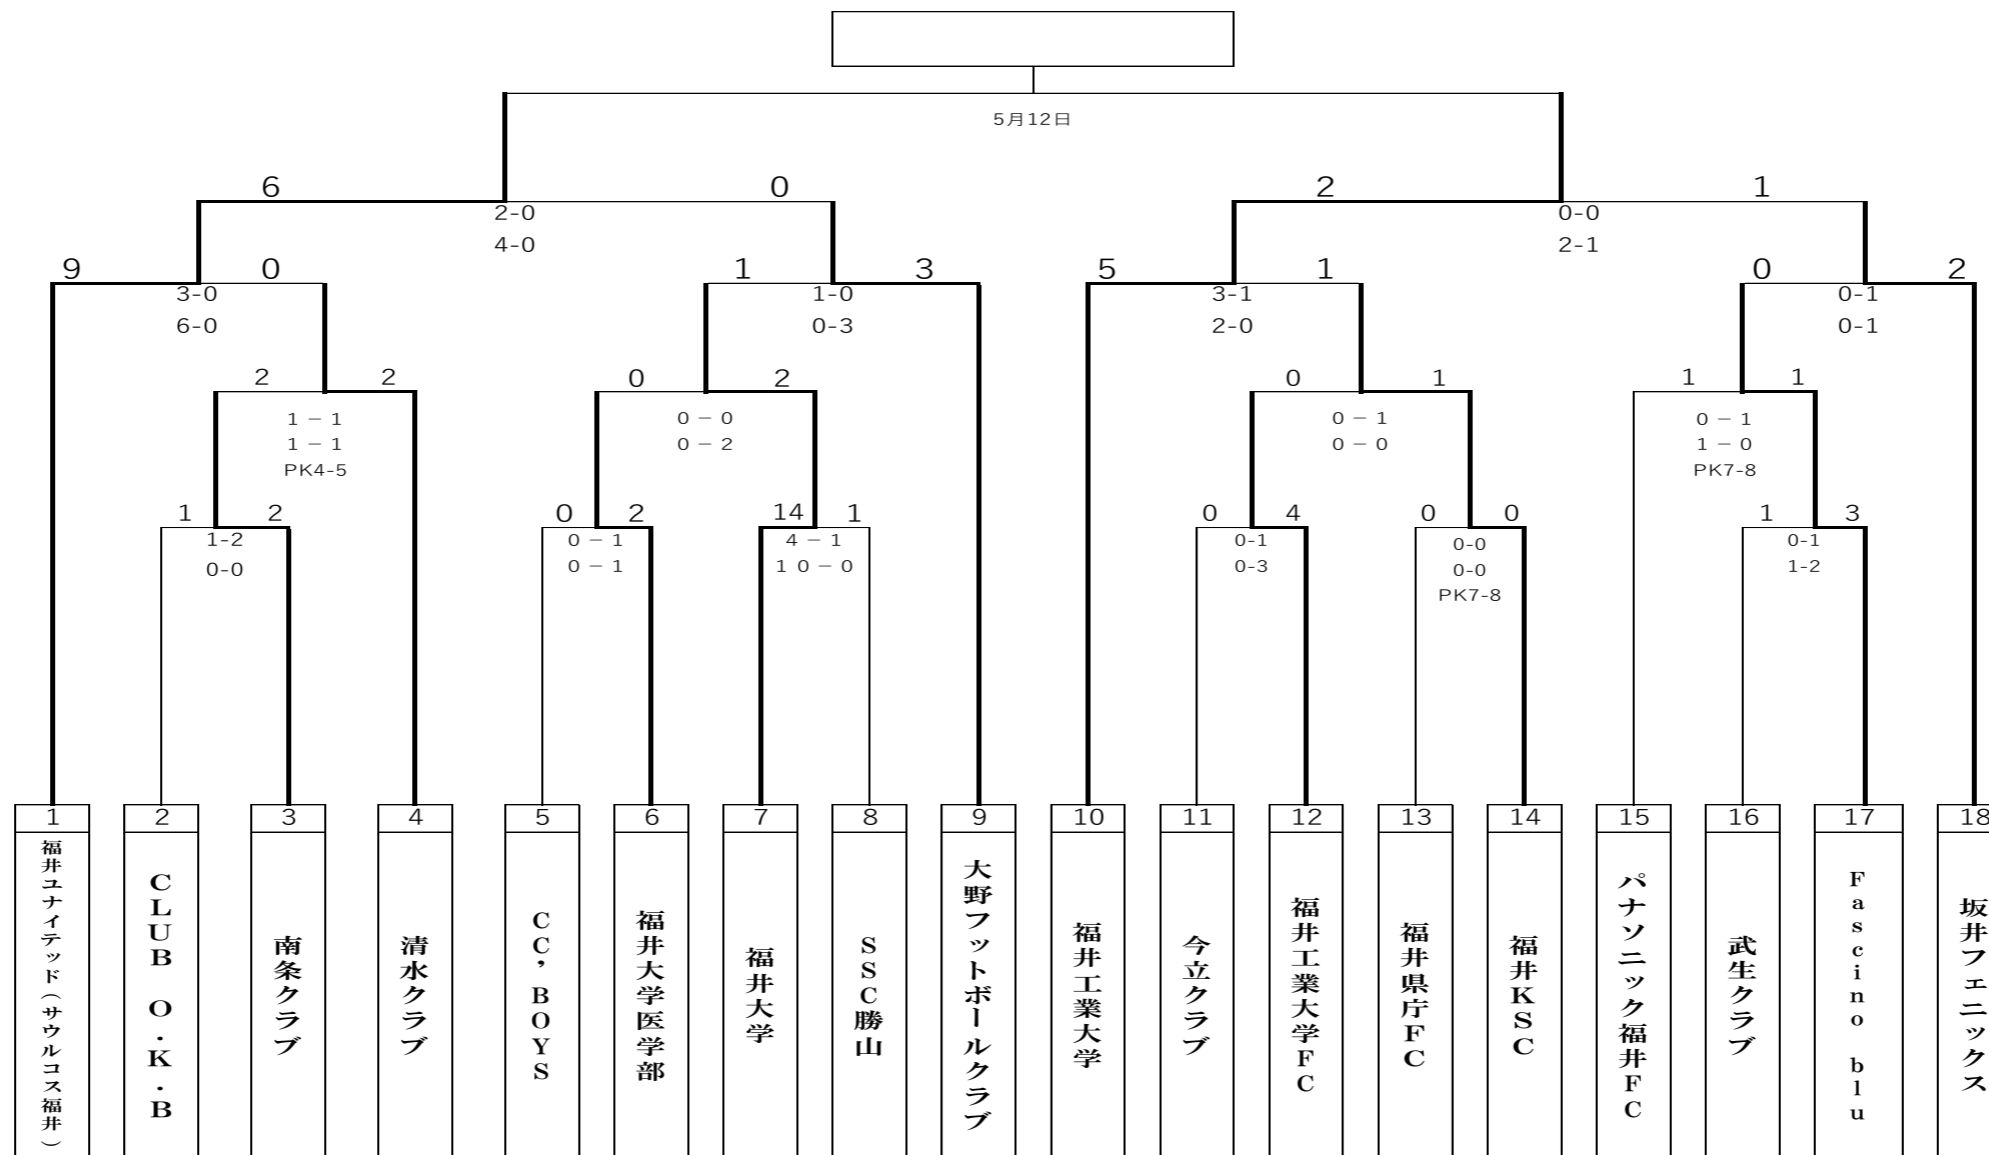 5月12日
6 0 2 1
2-0 0-0
4-0 2-1
9 0 1 3 5 1 0 2
3-0 1-0 3-1 0-1
6-0 0-3 2-0 0-1
2 2 0 2 0 1 1 1
1－1 0－0 0－1 0－1
1－1 0－2 0－0 1－0
PK4-5 PK7-8
1 2 0 2 14 1 0 4 0 0 1 3
1-2 0－1 4－1 0-1 0-0 0-1
0-0 0－1 10－0 0-3 0-0 1-2
PK7-8
1 2 3 4 5 6 7 8 9 10 11 12 13 14 15 16 17 18
福井ユナイテッド（サウルコス福井）
CLUB O・K・B
南条クラブ
清水クラブ
CC’BOYS
福井大学医学部
福井大学
SSC勝山
大野フットボールクラブ
福井工業大学
今立クラブ
福井工業大学FC
福井県庁FC
福井KSC
パナソニック福井FC
武生クラブ
Fascino blu
坂井フェニックス